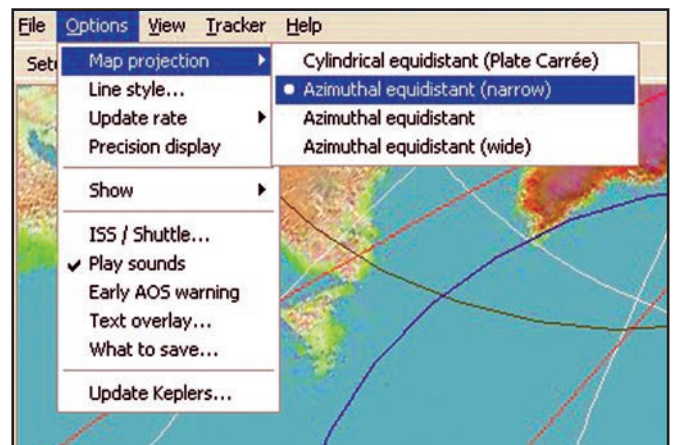 File Options View Tracker Help
Map projection
Line style...
Update rate
Precision display
Show
ISS / Shuttle...
Play sounds
Early AOS warning
Text overlay...
What to save...
Update Keplers...
Cylindrical equidistant (Plate Carrée)
Azimuthal equidistant (narrow)
Azimuthal equidistant
Azimuthal equidistant (wide)